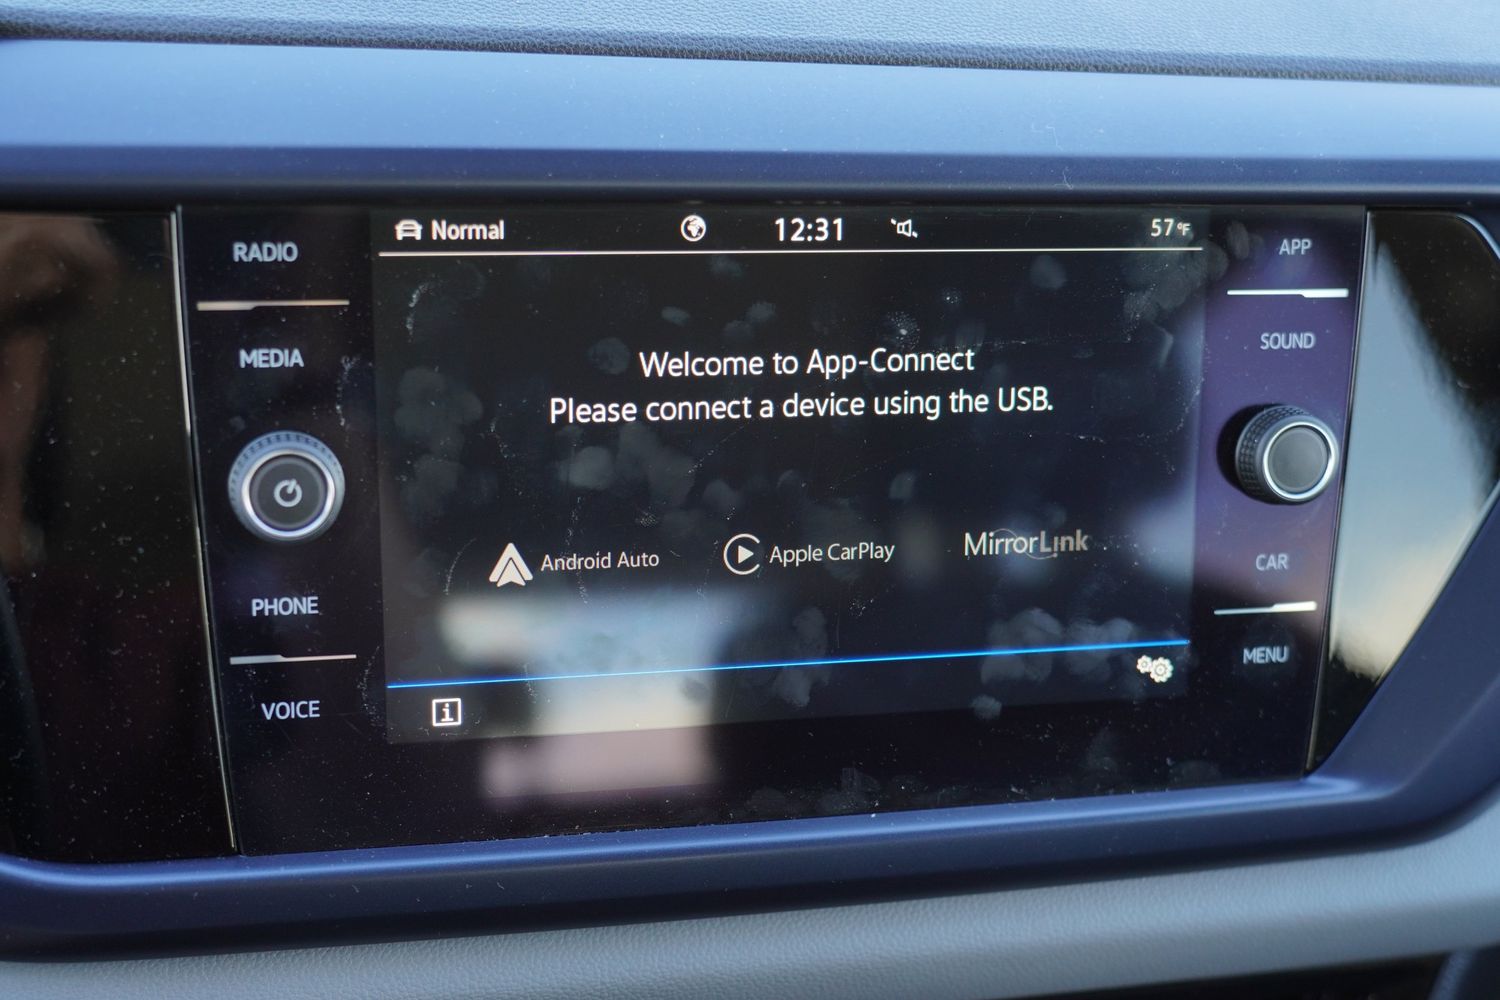 RADIO
MEDIA
PHONE
VOICE
Normal 12:31 57°F
Welcome to App-Connect
Please connect a device using the USB.
Android Auto Apple CarPlay MirrorLink
i
APP
SOUND
CAR
MENU